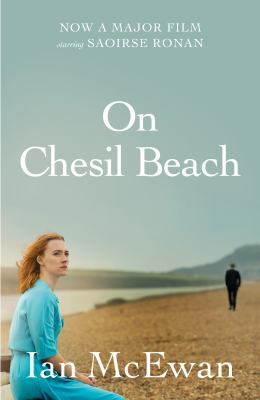 NOW A MAJOR FILM
starring SAOIRSE RONAN
On
Chesil Beach
Ian McEwan